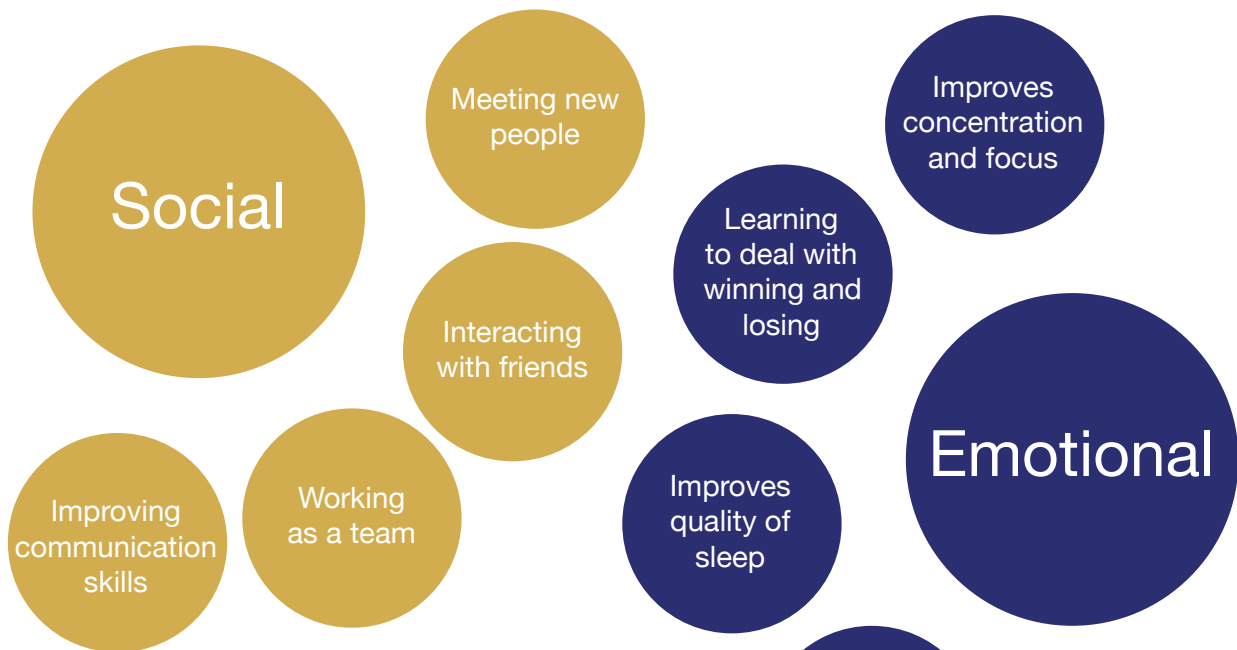 Social
Meeting new
people
Interacting
with friends
Working
as a team
Improving
communication
skills
Improves
concentration
and focus
Learning
to deal with
winning and
losing
Emotional
Improves
quality of
sleep